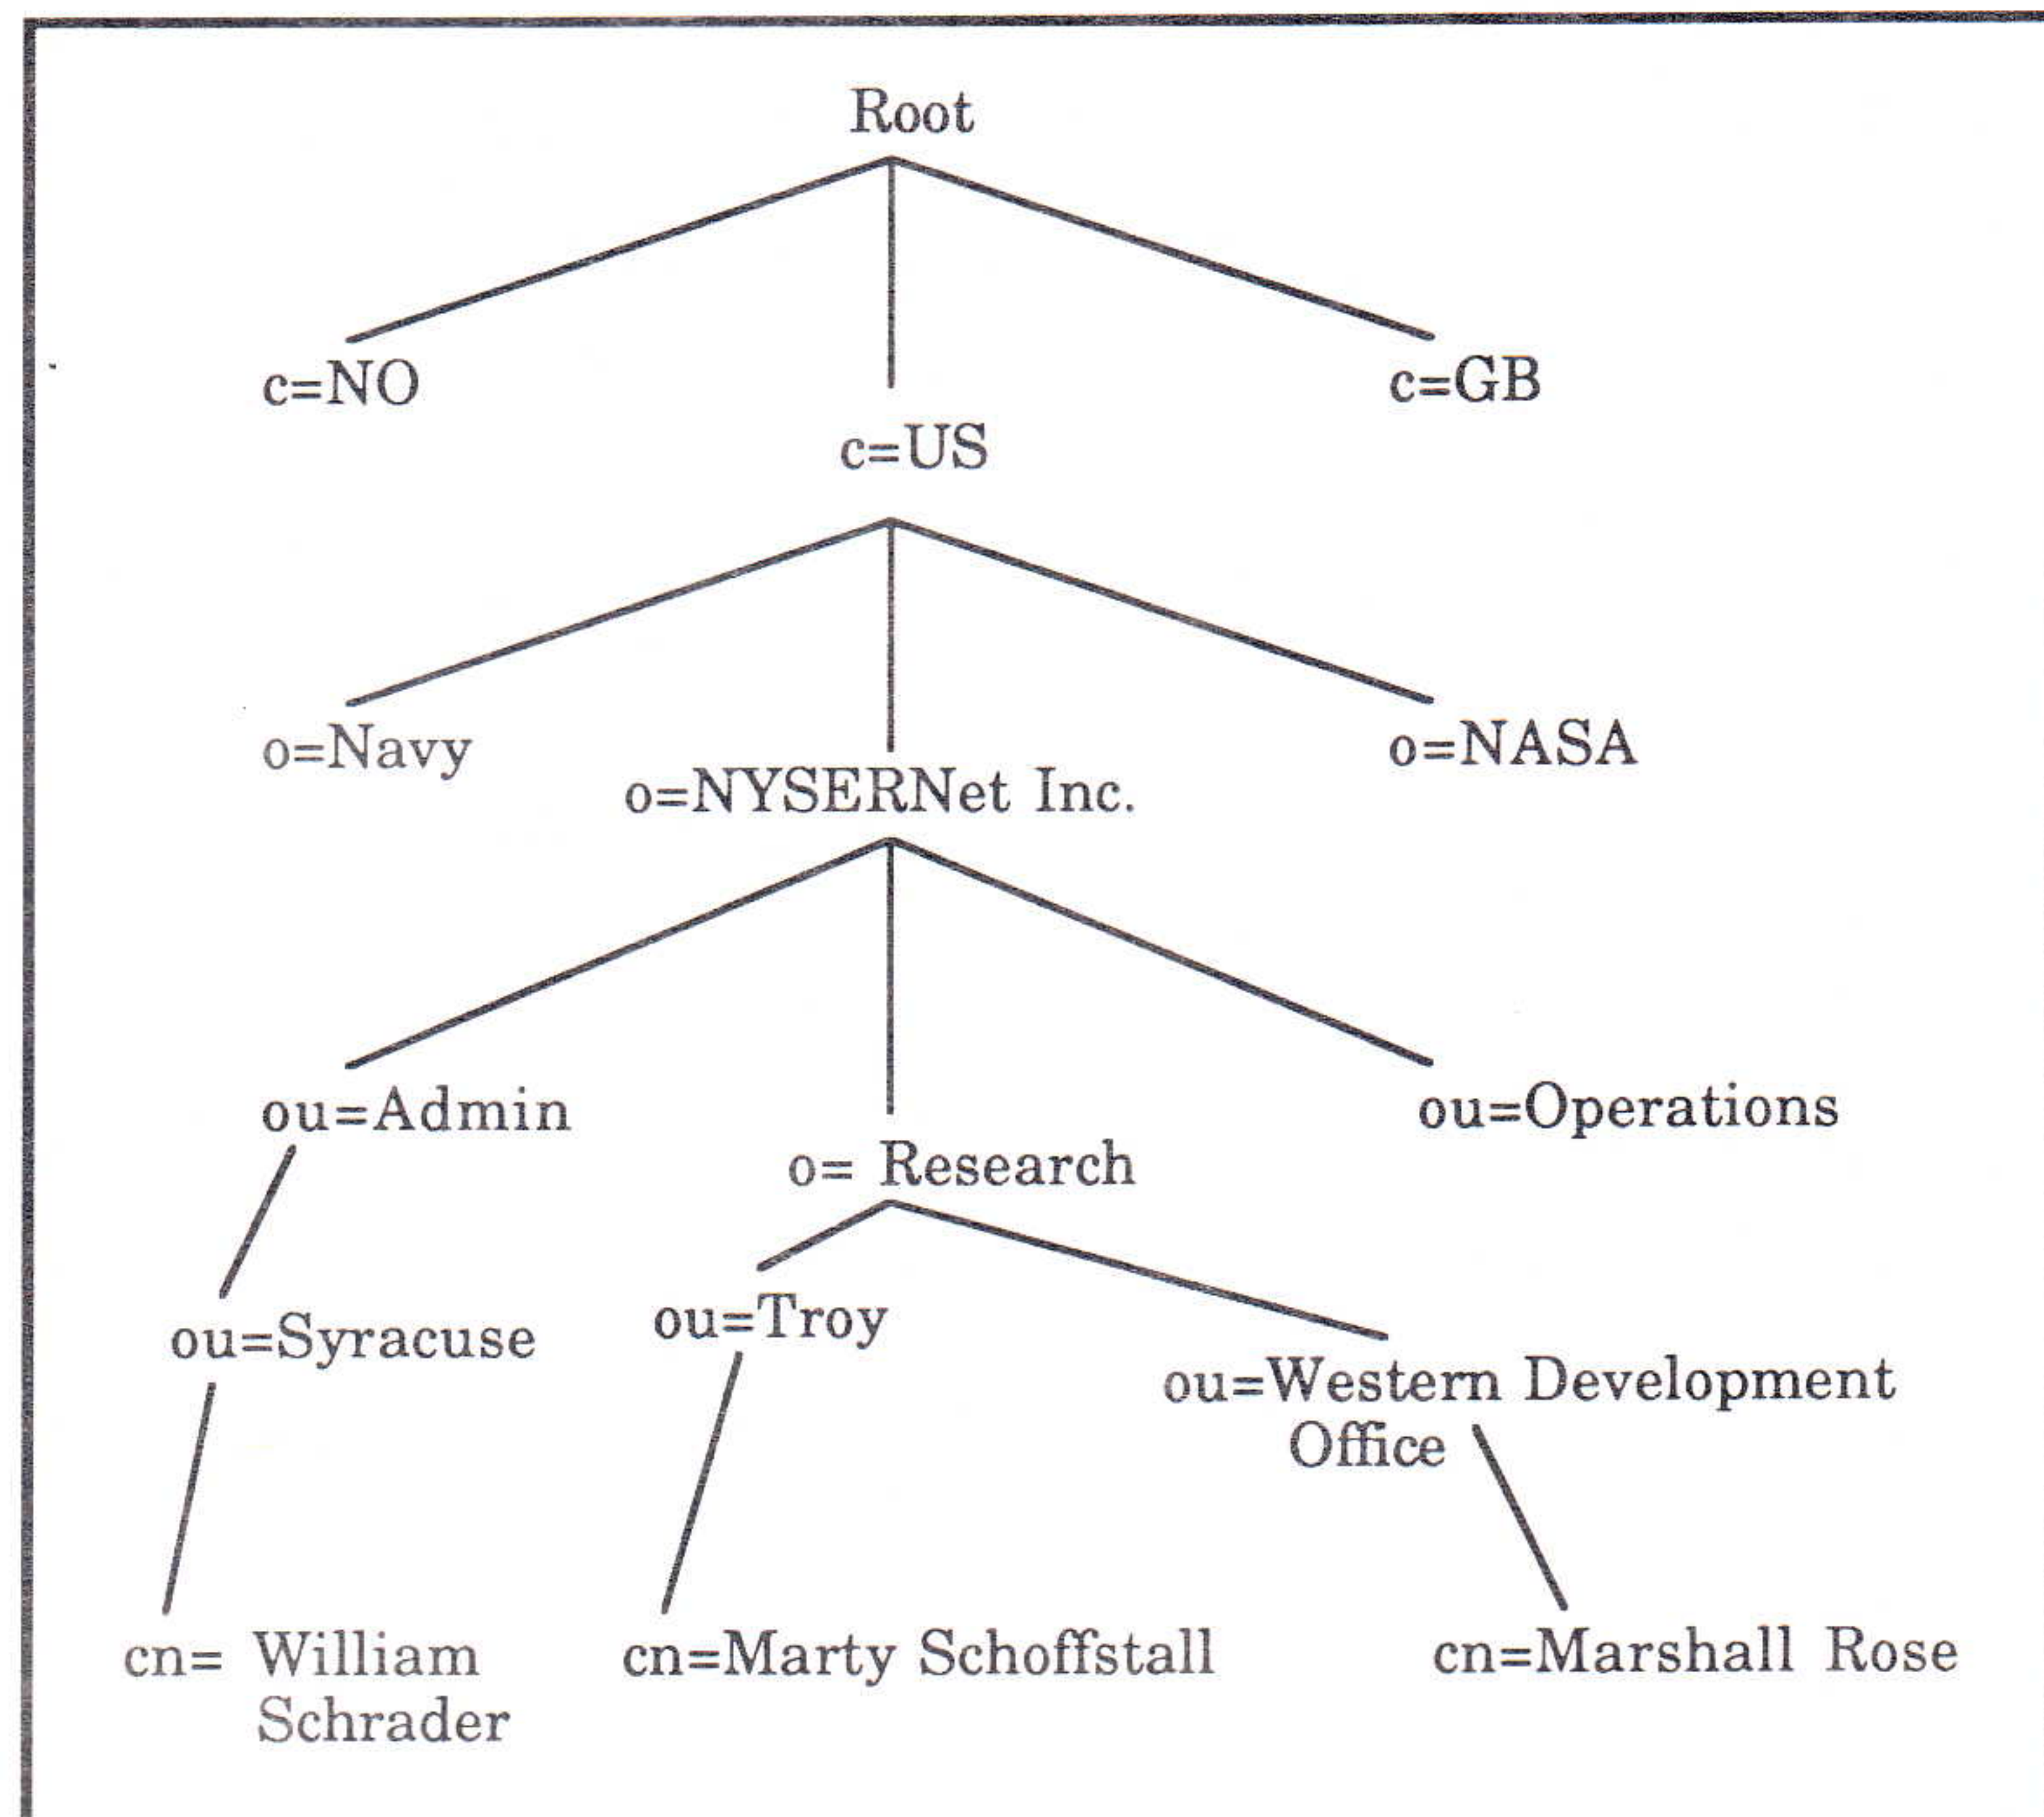 Root
c=NO
c=GB
c=US
o=Navy
o=NASA
o=NYSERNet Inc.
ou=Admin
ou=Operations
o= Research
ou=Syracuse
ou=Troy
ou=Western Development
Office
cn= William
Schrader
cn=Marty Schoffstall
cn=Marshall Rose